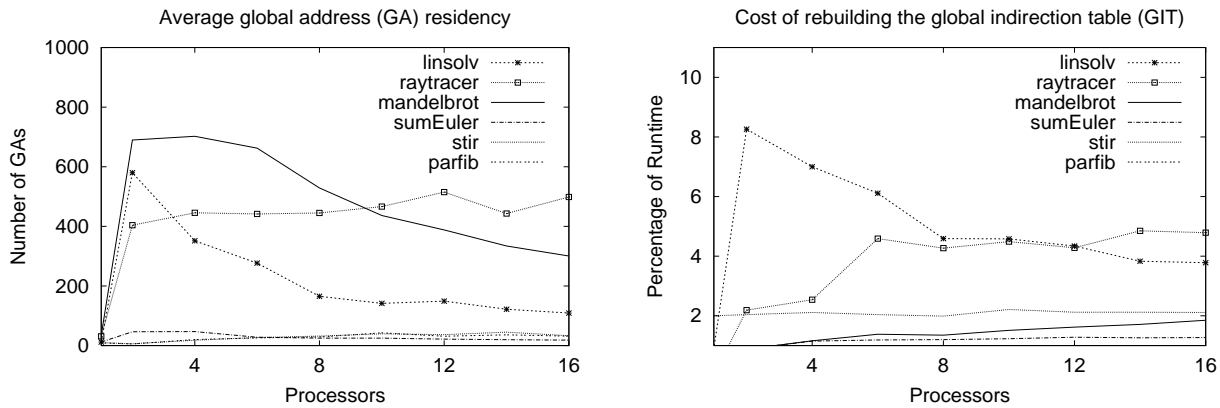 Average global address (GA) residency
1000
800
600
400
200
0
4
8
12
16
Number of GAs
Processors
linsolv
raytracer
mandelbrot
sumEuler
stir
parfib
Cost of rebuilding the global indirection table (GIT)
10
8
6
4
2
4
8
12
16
Percentage of Runtime
Processors
linsolv
raytracer
mandelbrot
sumEuler
stir
parfib